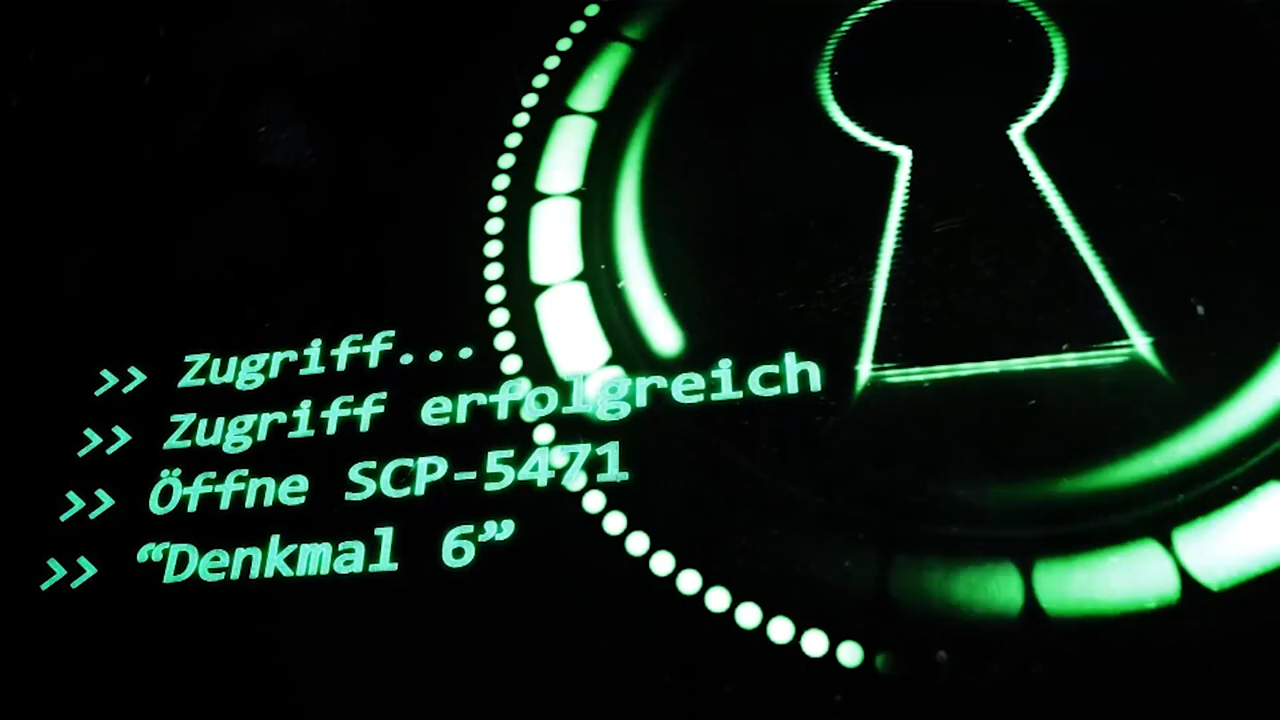 >> Zugriff...
>> Zugriff erfolgreich
>> Öffne SCP-5471
>> “Denkmal 6”